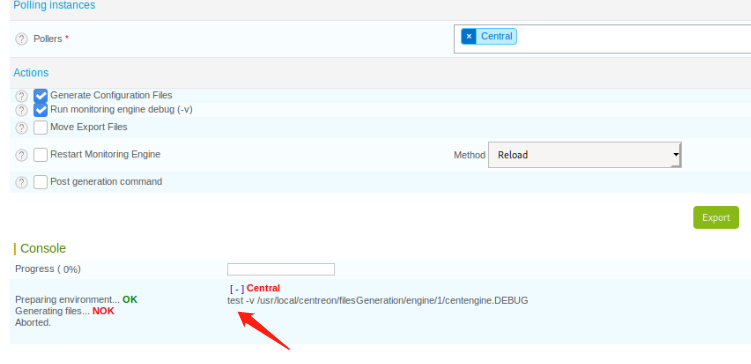 Polling instances
Pollers *
× Central
Actions
Generate Configuration Files
Run monitoring engine debug (-v)
Move Export Files
Restart Monitoring Engine
Method Reload
Post generation command
Export
Console
Progress ( 0%)
[ - ] Central
Preparing environment... OK
test -v /usr/local/centreon/filesGeneration/engine/1/centengine.DEBUG
Generating files... NOK
Aborted.